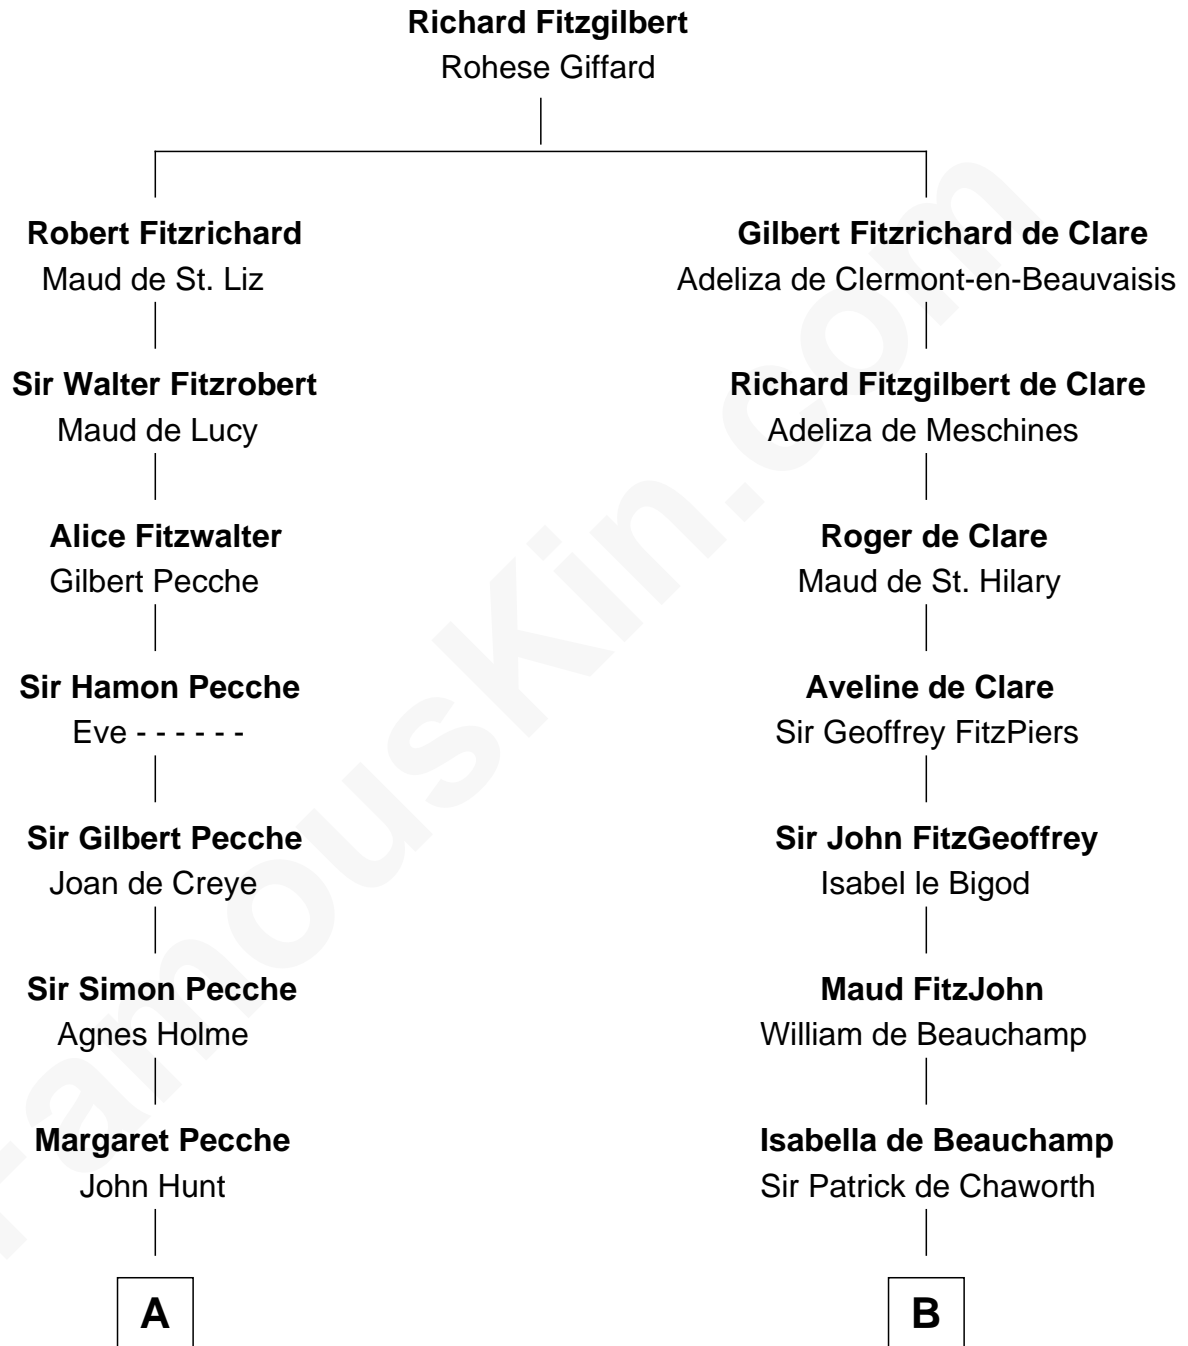 Richard Fitzgilbert
Rohese Giffard
Robert Fitzrichard
Maud de St. Liz
Gilbert Fitzrichard de Clare
Adeliza de Clermont-en-Beauvaisis
Sir Walter Fitzrobert
Maud de Lucy
Richard Fitzgilbert de Clare
Adeliza de Meschines
Alice Fitzwalter
Gilbert Pecche
Roger de Clare
Maud de St. Hilary
Sir Hamon Pecche
Eve - - - - - -
Aveline de Clare
Sir Geoffrey FitzPiers
Sir Gilbert Pecche
Joan de Creye
Sir John FitzGeoffrey
Isabel le Bigod
Sir Simon Pecche
Agnes Holme
Maud FitzJohn
William de Beauchamp
Margaret Pecche
John Hunt
Isabella de Beauchamp
Sir Patrick de Chaworth
A
B
FamousKin.com